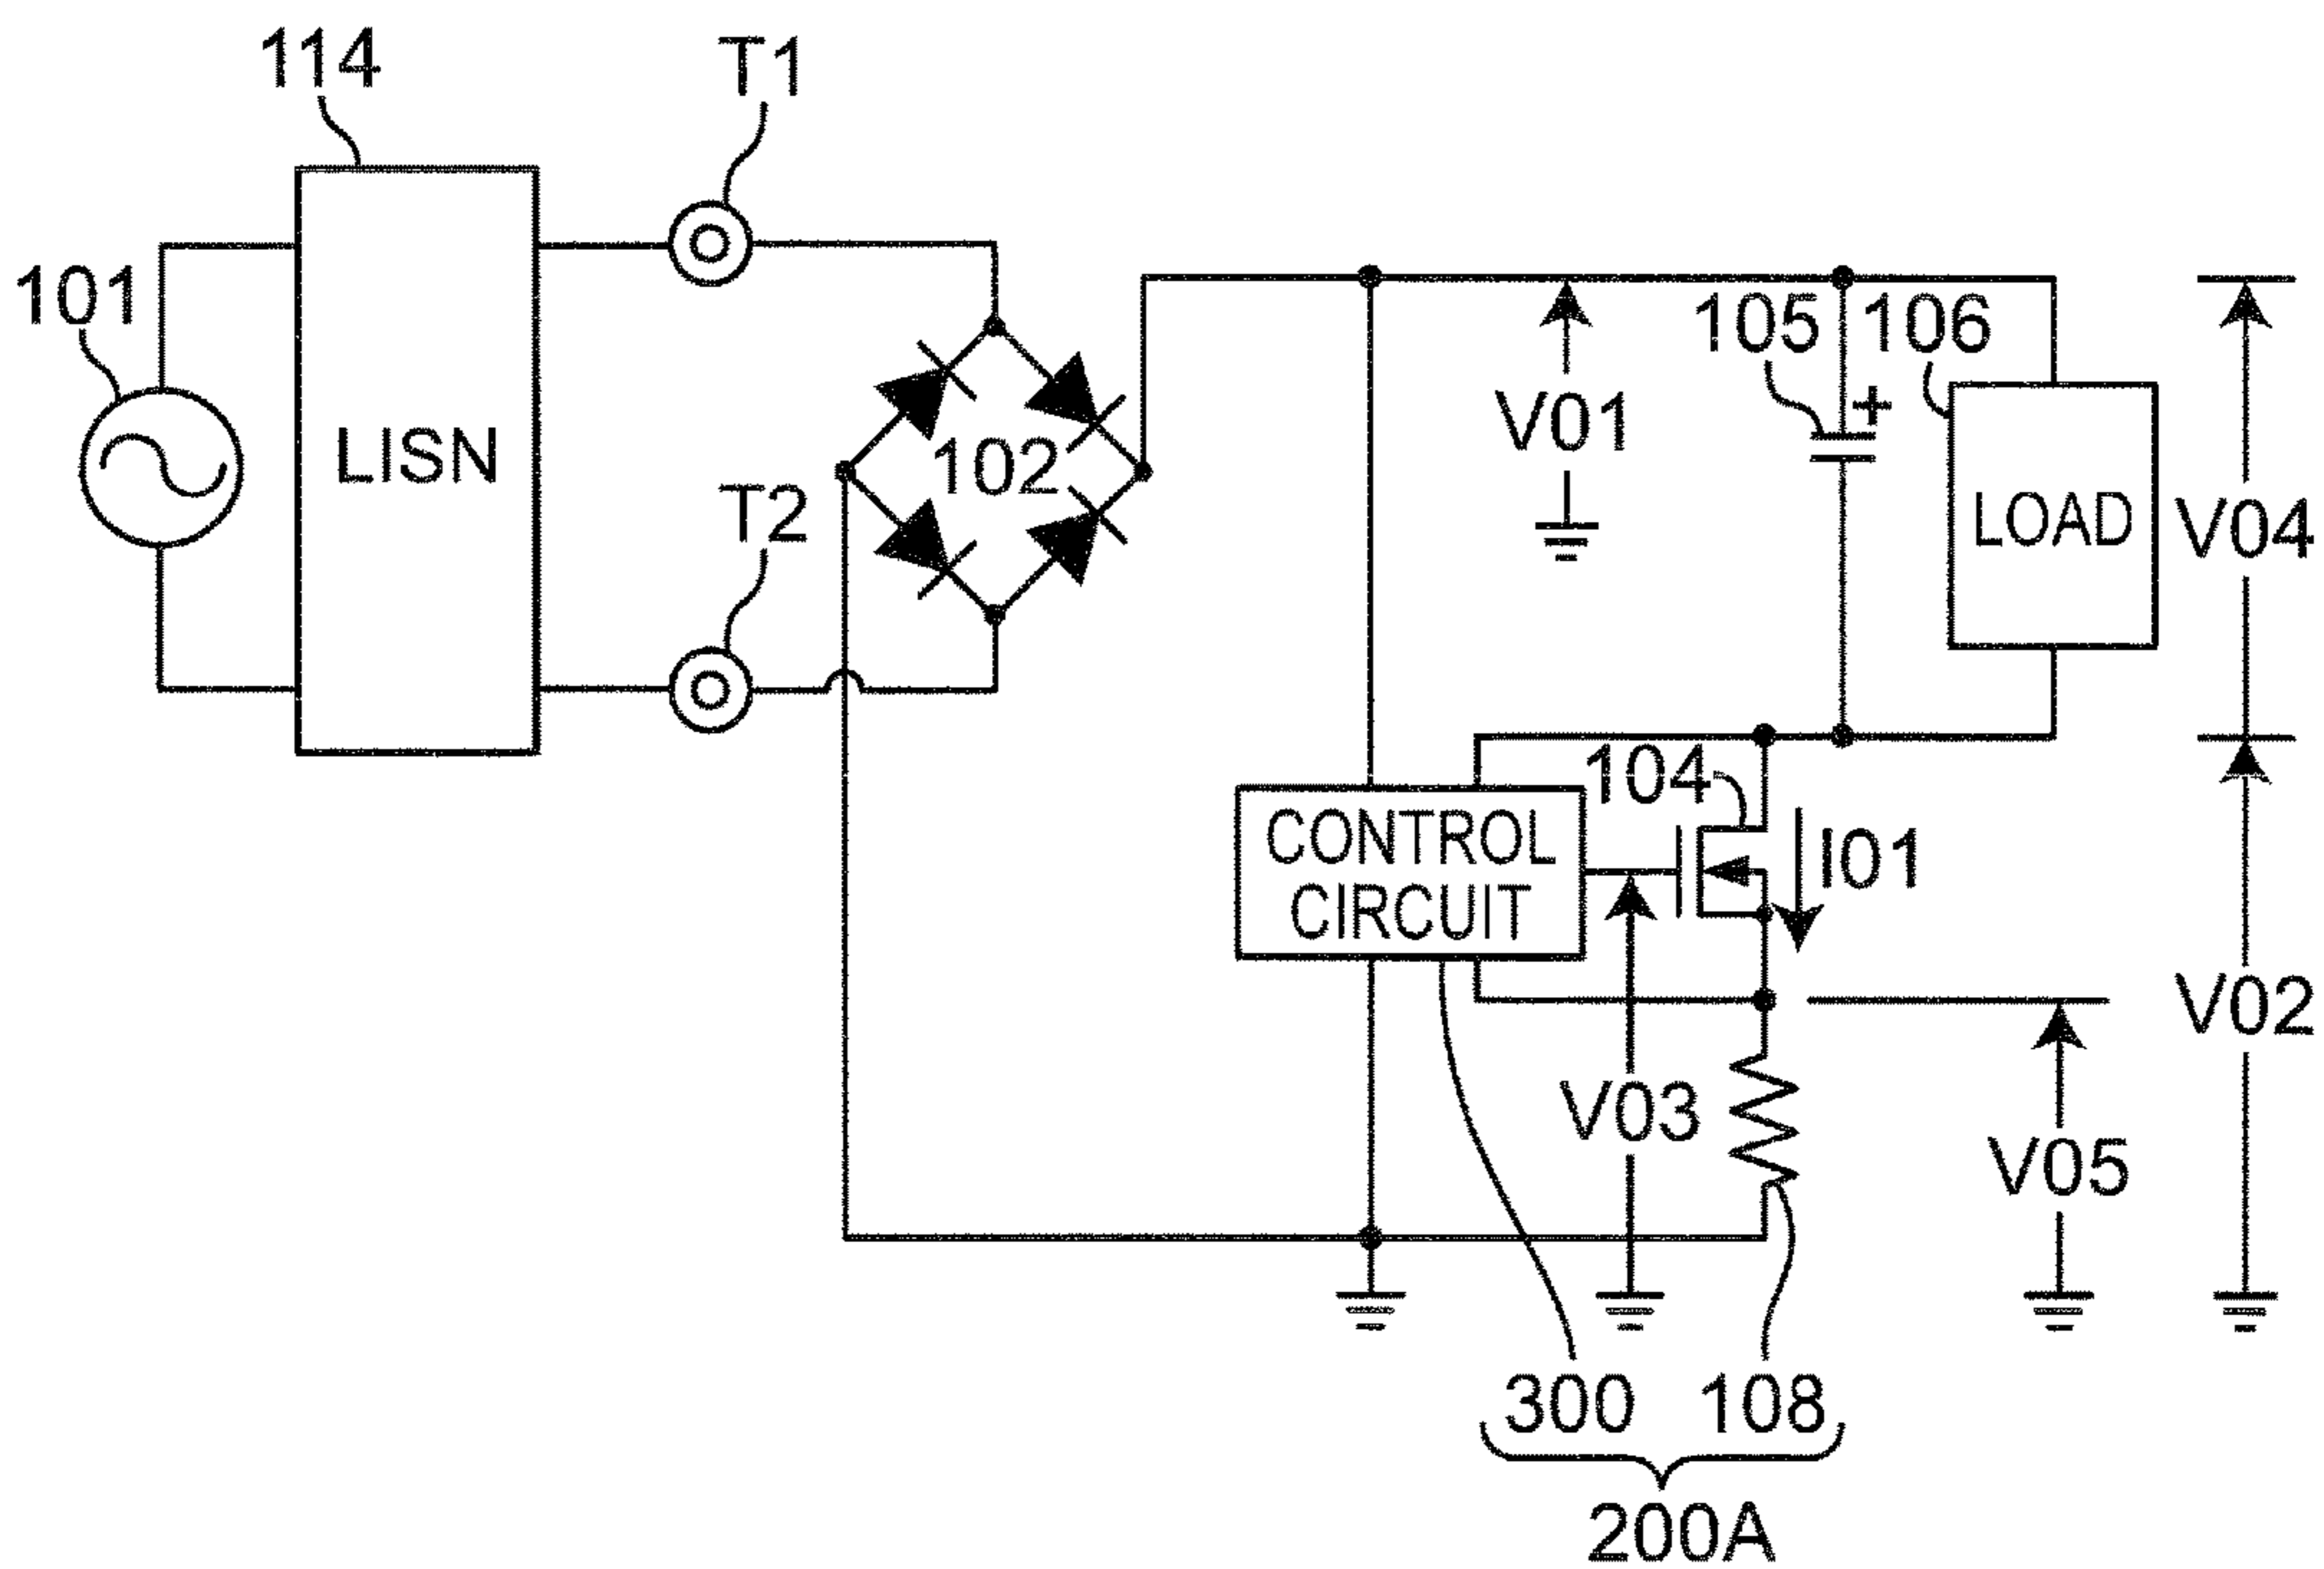 114
T1
101
LISN
T2
102
V01
105
106
+
LOAD
V04
104
CONTROL
CIRCUIT
I01
V02
V03
V05
300
108
200A